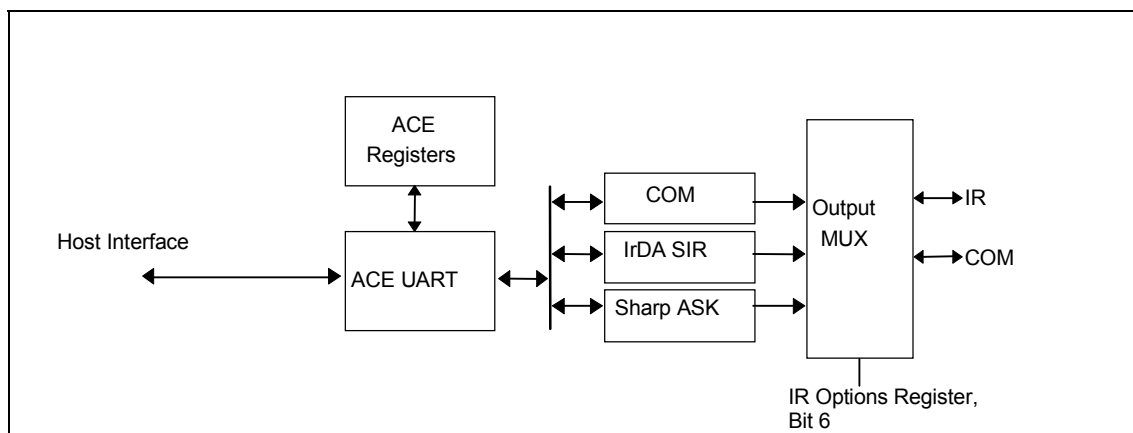 ACE
Registers
Host Interface
ACE UART
COM
IrDA SIR
Sharp ASK
Output
MUX
IR
COM
IR Options Register,
Bit 6